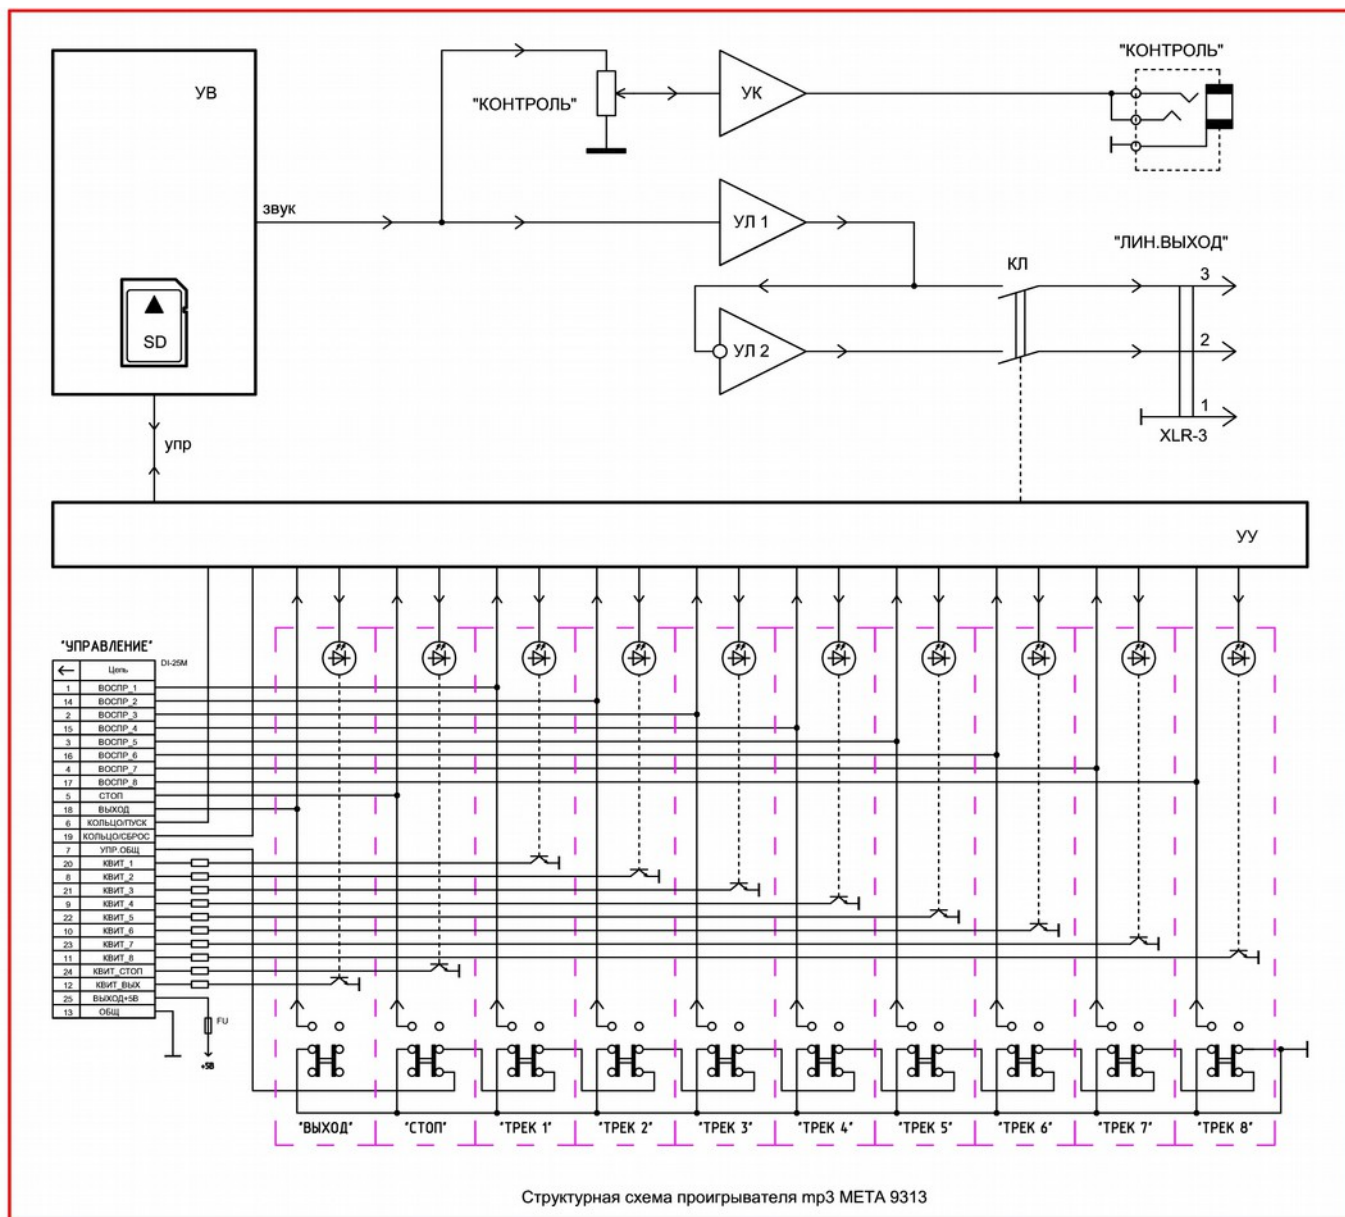 УВ
"КОНТРОЛЬ"
УК
"КОНТРОЛЬ"
звук
УЛ 1
"ЛИН.ВЫХОД"
КЛ
3
SD
УЛ 2
2
1
XLR-3
упр
УУ
"УПРАВЛЕНИЕ"
← Цепь DI-25M
1 ВОСПР_1
14 ВОСПР_2
2 ВОСПР_3
15 ВОСПР_4
3 ВОСПР_5
16 ВОСПР_6
4 ВОСПР_7
17 ВОСПР_8
5 СТОП
18 ВЫХОД
6 КОЛЬЦО/ПУСК
19 КОЛЬЦО/СБРОС
7 УПР.ОБЩ
20 КВИТ_1
8 КВИТ_2
21 КВИТ_3
9 КВИТ_4
22 КВИТ_5
10 КВИТ_6
23 КВИТ_7
11 КВИТ_8
24 КВИТ_СТОП
12 КВИТ_ВЫХ
25 ВЫХОД+5В
13 ОБЩ
FU
+5В
"ВЫХОД" "СТОП" "ТРЕК 1" "ТРЕК 2" "ТРЕК 3" "ТРЕК 4" "ТРЕК 5" "ТРЕК 6" "ТРЕК 7" "ТРЕК 8"
Структурная схема проигрывателя mp3 МЕТА 9313